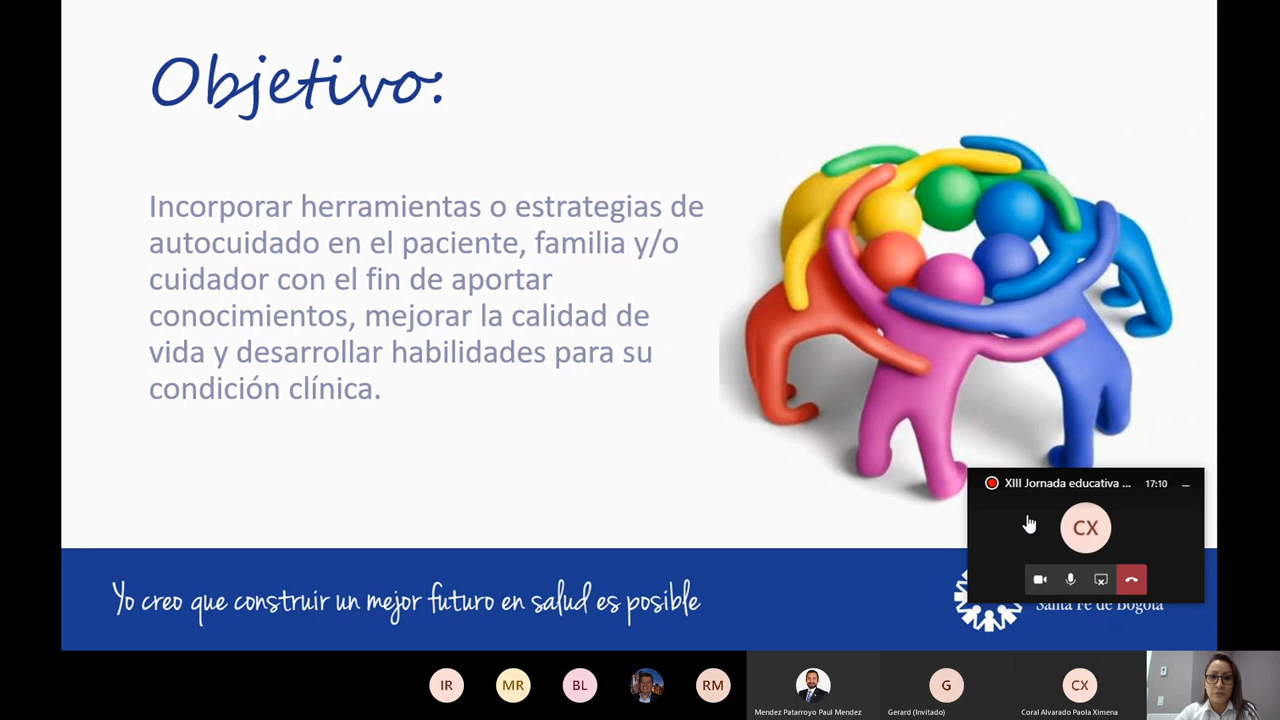 Objetivo:
Incorporar herramientas o estrategias de
autocuidado en el paciente, familia y/o
cuidador con el fin de aportar
conocimientos, mejorar la calidad de
vida y desarrollar habilidades para su
condición clínica.
XIII Jornada educativa ... 17:10
CX
Yo creo que construir un mejor futuro en salud es posible
Santa Fe de Bogotá
IR MR BL RM G CX
Mendez Patarroyo Paul Mendez
Gerard (Invitado)
Coral Alvarado Paola Ximena